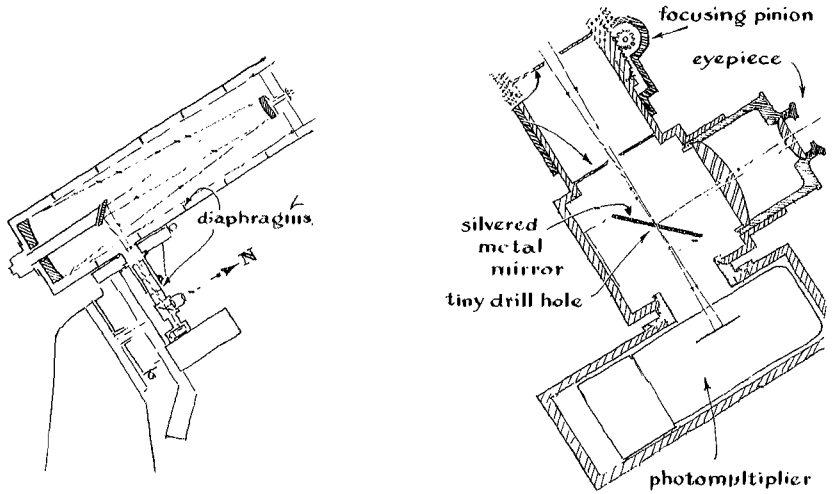 diaphragms.
N
focusing pinion
eyepiece
silvered
metal
mirror
tiny drill hole
photomultiplier